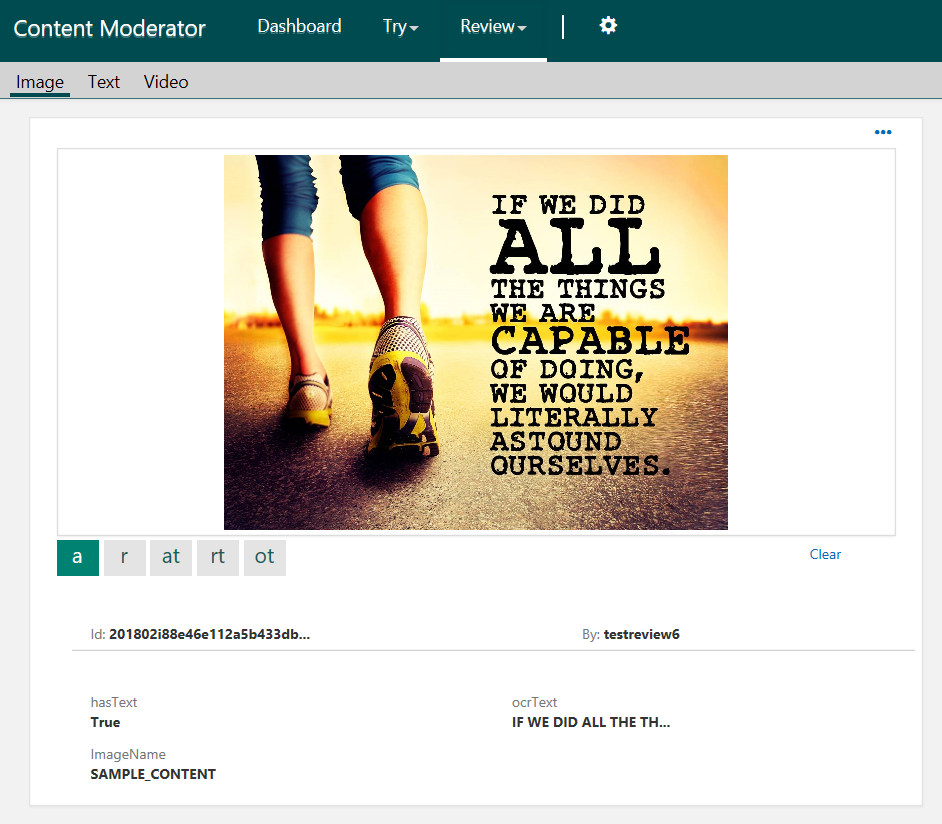 Content Moderator Dashboard Try Review
Image Text Video
IF WE DID
ALL
THE THINGS
WE ARE
CAPABLE
OF DOING,
WE WOULD
LITERALLY
ASTOUND
OURSELVES.
a r at rt ot Clear
Id: 201802i88e46e112a5b433db... By: testreview6
hasText ocrText
True IF WE DID ALL THE TH...
ImageName
SAMPLE_CONTENT